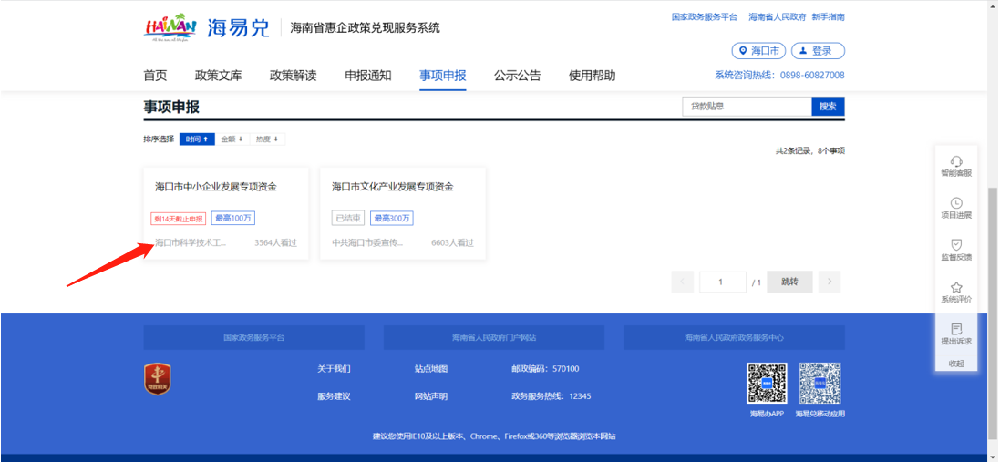 国家政务服务平台 海南省人民政府 新手指南
HAINAN 海易兑 海南省惠企政策兑现服务系统
海口市 登录
首页 政策文库 政策解读 申报通知 事项申报 公示公告 使用帮助 系统咨询热线：0898-60827008
事项申报 贷款贴息 搜索
排序选择 时间 金额 热度
共2条记录，8个事项
海口市中小企业发展专项资金
剩14天截止申报 最高100万
海口市科学技术工... 3564人看过
海口市文化产业发展专项资金
已结束 最高300万
中共海口市委宣传... 6603人看过
1 / 1 跳转
智能客服
项目进展
监督反馈
系统评价
提出诉求
收起
国家政务服务平台 海南省人民政府门户网站 海南省人民政府政务服务中心
关于我们 站点地图 邮政编码：570100
服务建议 网站声明 政务服务热线：12345
党政机关
海易办APP 海易兑移动应用
建议您使用IE10及以上版本、Chrome、Firefox或360等浏览器浏览本网站